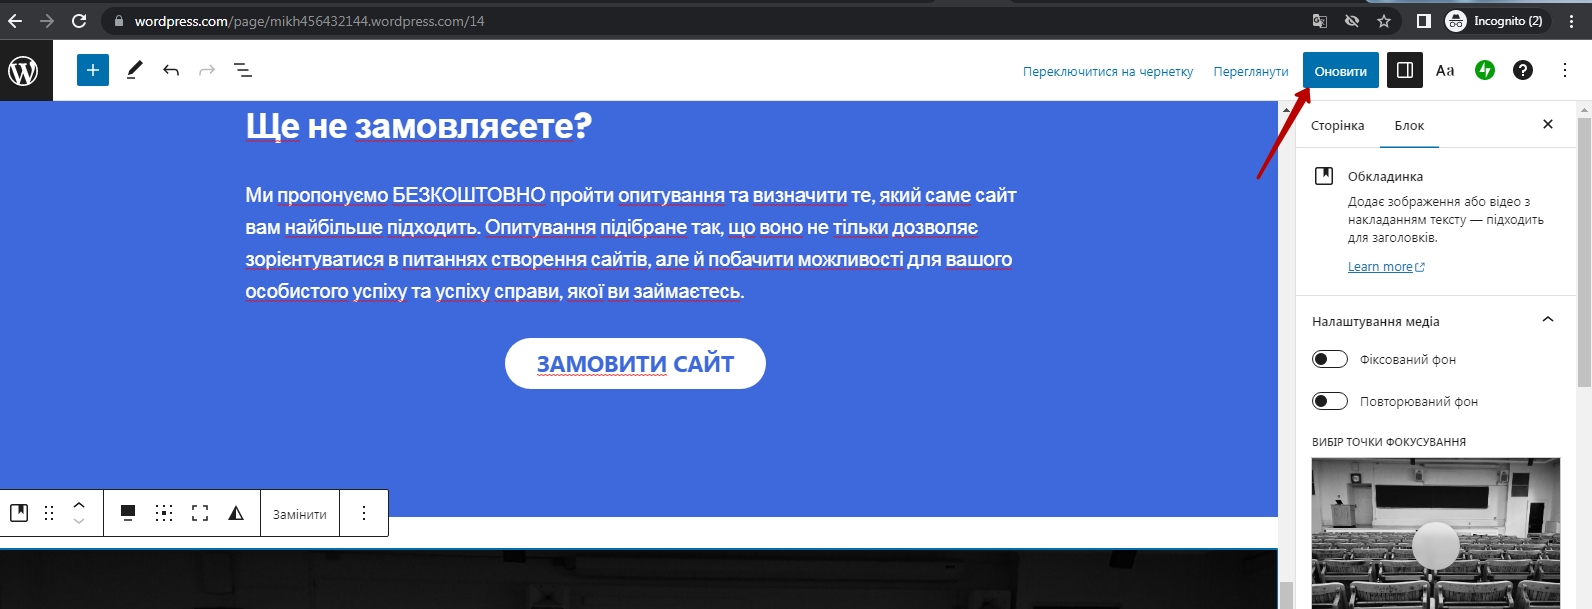 wordpress.com/page/mikh456432144.wordpress.com/14
Incognito (2)
Переключитися на чернетку
Переглянути
Оновити
Aa
Ще не замовляєете?
Ми пропонуємо БЕЗКОШТОВНО пройти опитування та визначити те, який саме сайт
вам найбільше підходить. Опитування підібране так, що воно не тільки дозволяє
зорієнтуватися в питаннях створення сайтів, але й побачити можливості для вашого
особистого успіху та успіху справи, якої ви займаєтесь.
ЗАМОВИТИ САЙТ
Замінити
Сторінка
Блок
Обкладинка
Додає зображення або відео з
накладанням тексту — підходить
для заголовків.
Learn more
Налаштування медіа
Фіксований фон
Повторюваний фон
ВИБІР ТОЧКИ ФОКУСУВАННЯ